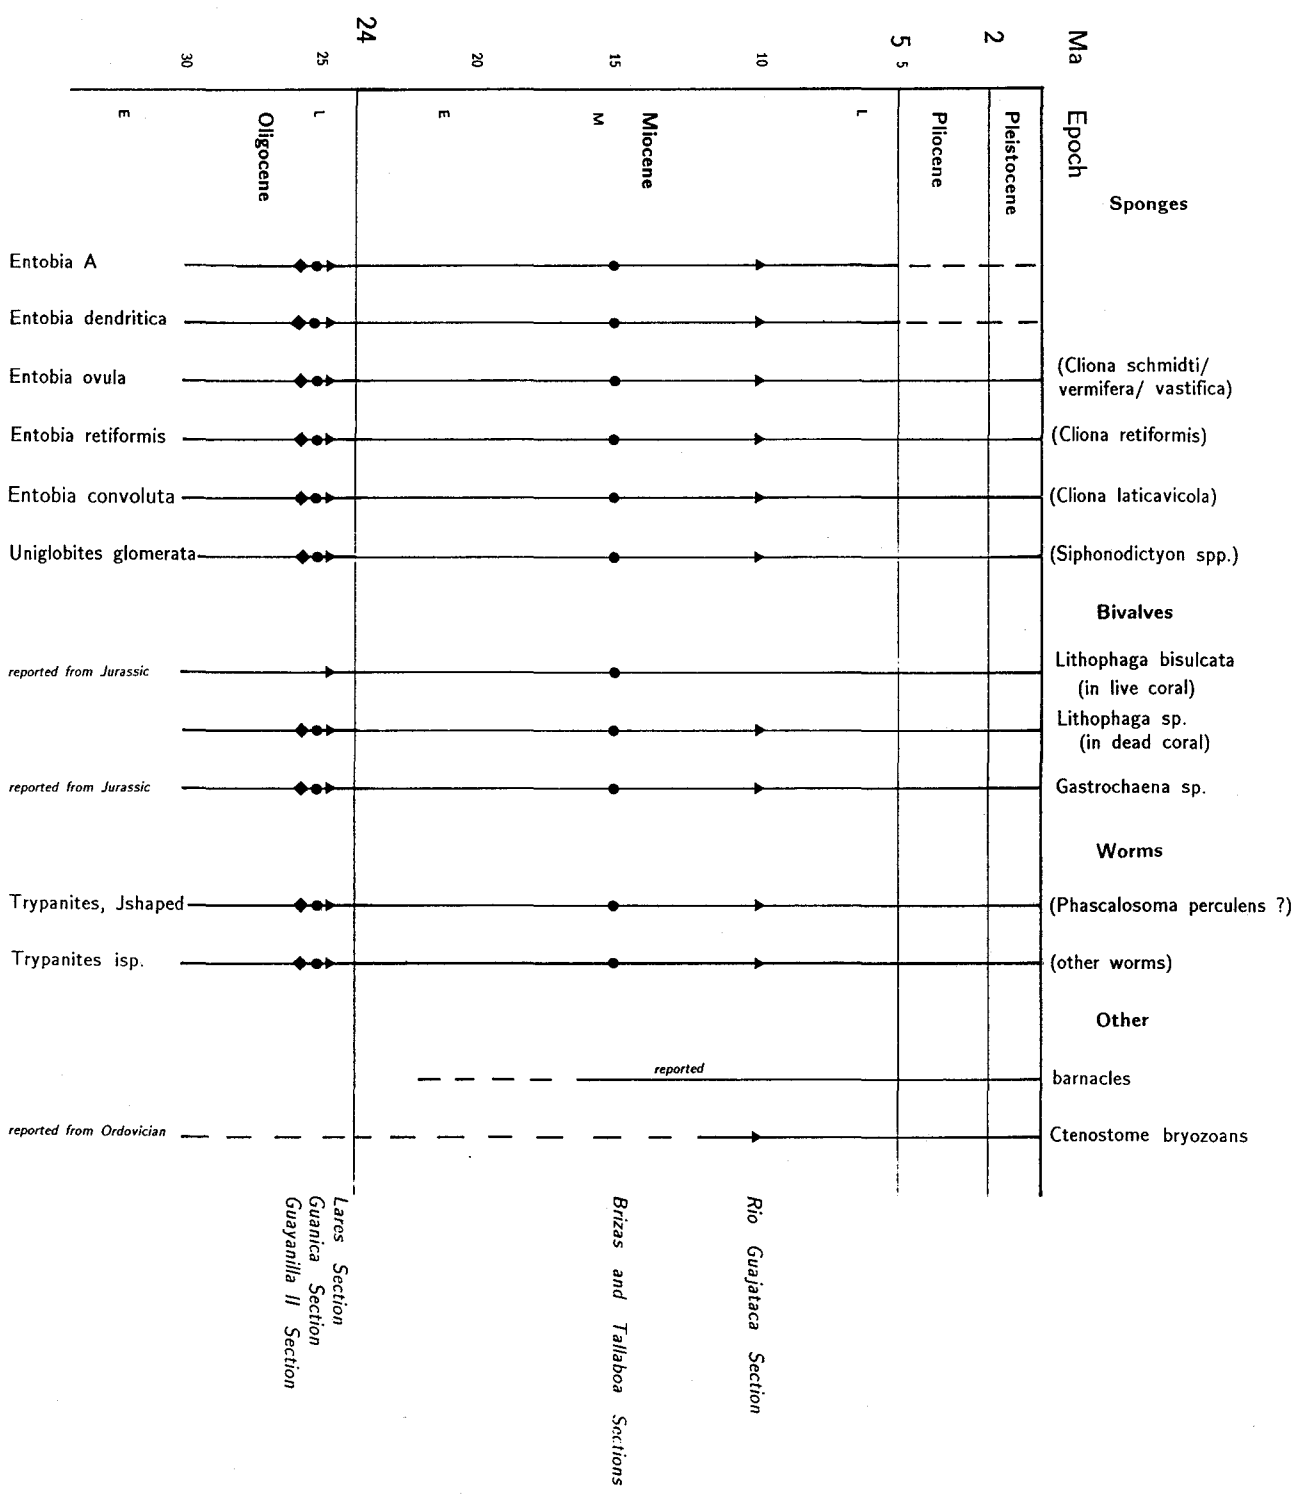 30
25
24
20
15
10
5
5
2
Ma
E
Oligocene
L
E
M
Miocene
L
Pliocene
Pleistocene
Epoch
Sponges
Entobia A
Entobia dendritica
Entobia ovula
(Cliona schmidti/
vermifera/ vastifica)
Entobia retiformis
(Cliona retiformis)
Entobia convoluta
(Cliona laticavicola)
Uniglobites glomerata
(Siphonodictyon spp.)
Bivalves
reported from Jurassic
Lithophaga bisulcata
(in live coral)
Lithophaga sp.
(in dead coral)
reported from Jurassic
Gastrochaena sp.
Worms
Trypanites, Jshaped
(Phascalosoma perculens ?)
Trypanites isp.
(other worms)
Other
reported
barnacles
reported from Ordovician
Ctenostome bryozoans
Lares Section
Guanica Section
Guayanilla II Section
Brizas and Tallaboa Sections
Rio Guajataca Section